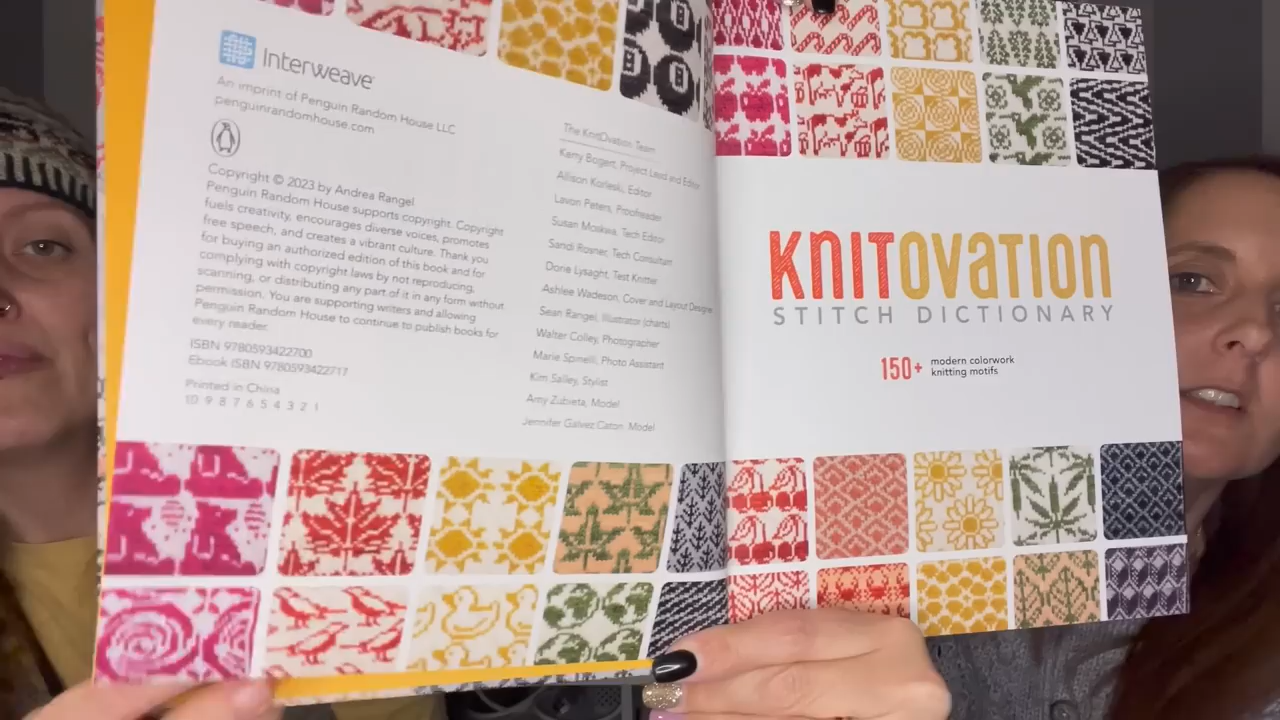 Interweave
An imprint of Penguin Random House LLC
penguinrandomhouse.com
Copyright © 2023 by Andrea Rangel
Penguin Random House supports copyright. Copyright
fuels creativity, encourages diverse voices, promotes
free speech, and creates a vibrant culture. Thank you
for buying an authorized edition of this book and for
complying with copyright laws by not reproducing,
scanning, or distributing any part of it in any form without
permission. You are supporting writers and allowing
Penguin Random House to continue to publish books for
every reader.
ISBN 9780593422700
Ebook ISBN 9780593422717
Printed in China
10 9 8 7 6 5 4 3 2 1
The KnitOvation Team
Kerry Bogert, Project Lead and Editor
Allison Korleski, Editor
Lavon Peters, Proofreader
Susan Moskwa, Tech Editor
Sandi Rosner, Tech Consultant
Dorie Lysaght, Test Knitter
Ashlee Wadeson, Cover and Layout Designer
Sean Rangel, Illustrator (charts)
Walter Colley, Photographer
Marie Spinelli, Photo Assistant
Kim Salley, Stylist
Amy Zubieta, Model
Jennifer Galvez Caton, Model
KNITOVATION
STITCH DICTIONARY
150+ modern colorwork
knitting motifs